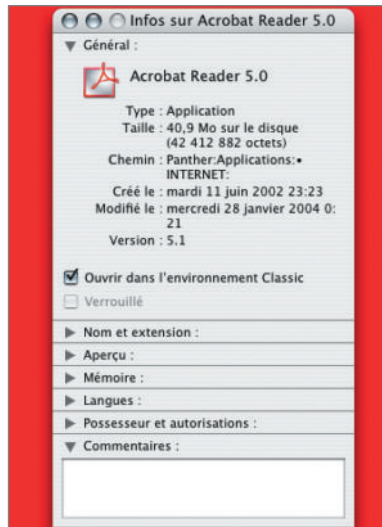 Infos sur Acrobat Reader 5.0
Général :
Acrobat Reader 5.0
Type : Application
Taille : 40,9 Mo sur le disque
(42 412 882 octets)
Chemin : Panther:Applications:•
INTERNET:
Créé le : mardi 11 juin 2002 23:23
Modifié le : mercredi 28 janvier 2004 0:
21
Version : 5.1
Ouvrir dans l'environnement Classic
Verrouillé
Nom et extension :
Aperçu :
Mémoire :
Langues :
Possesseur et autorisations :
Commentaires :